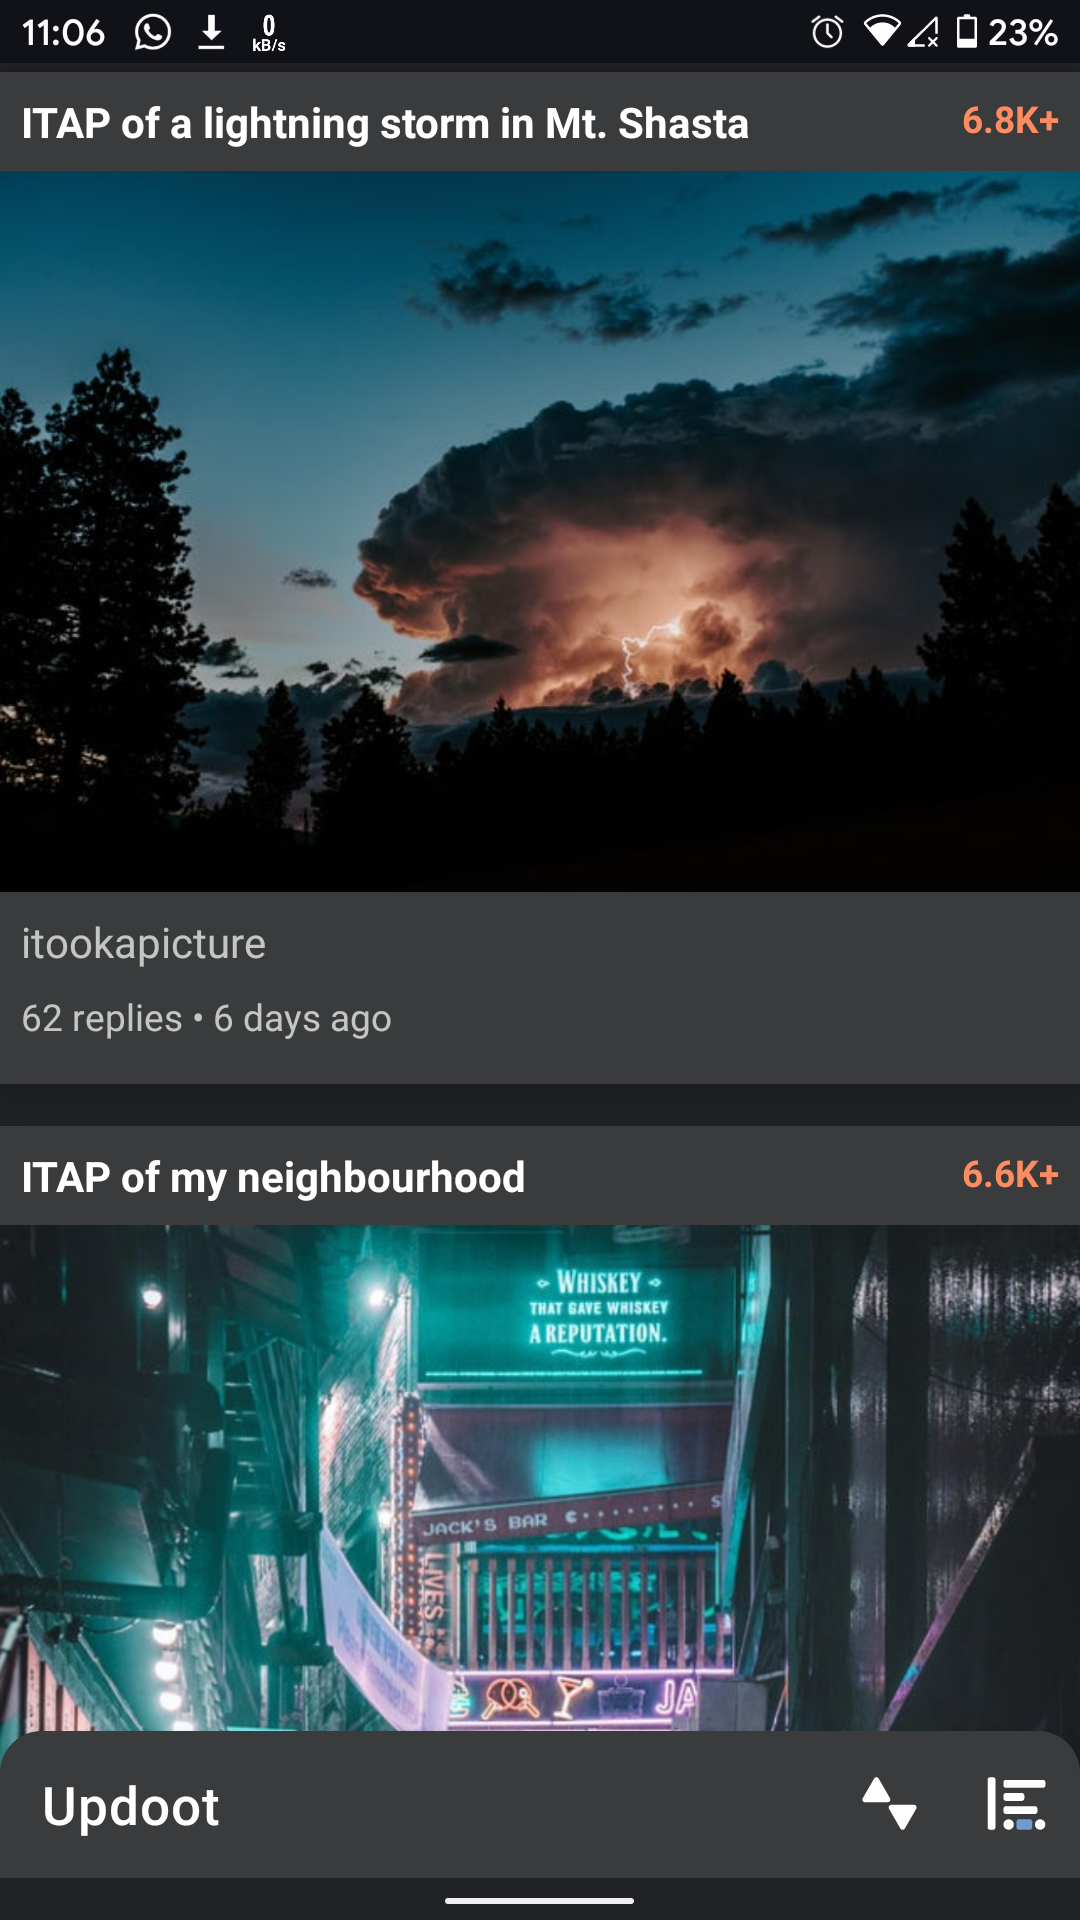 11:06 0 kB/s 23%
ITAP of a lightning storm in Mt. Shasta 6.8K+
itookapicture
62 replies • 6 days ago
ITAP of my neighbourhood 6.6K+
WHISKEY
THAT GAVE WHISKEY
A REPUTATION.
JACK'S BAR
LIVES
JA
Updoot